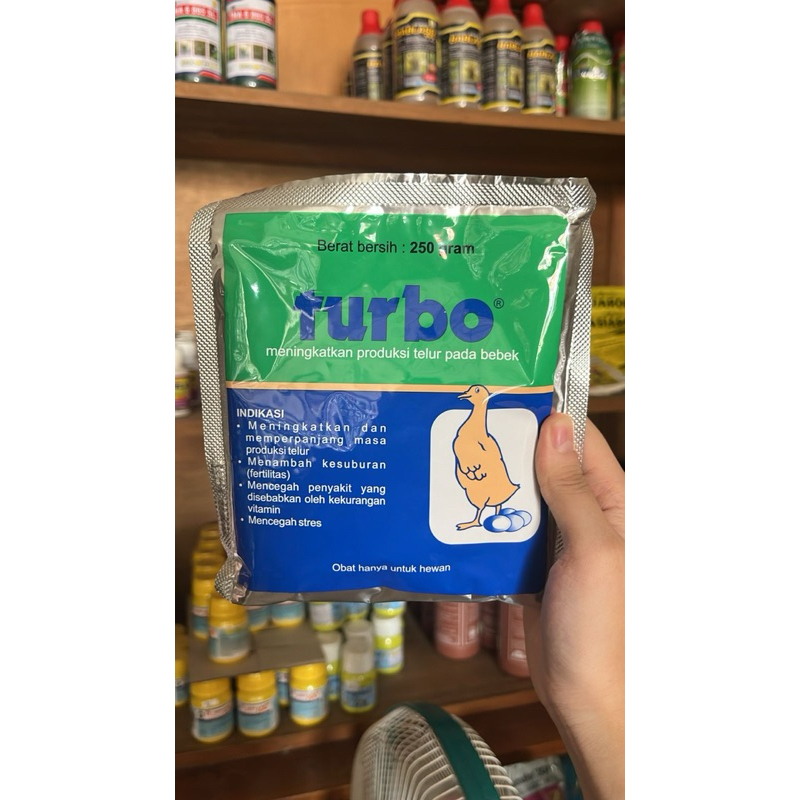 Berat bersih : 250 gram
turbo®
meningkatkan produksi telur pada bebek
INDIKASI
• Meningkatkan dan
memperpanjang masa
produksi telur
• Menambah kesuburan
(fertilitas)
• Mencegah penyakit yang
disebabkan oleh kekurangan
vitamin
• Mencegah stres
Obat hanya untuk hewan